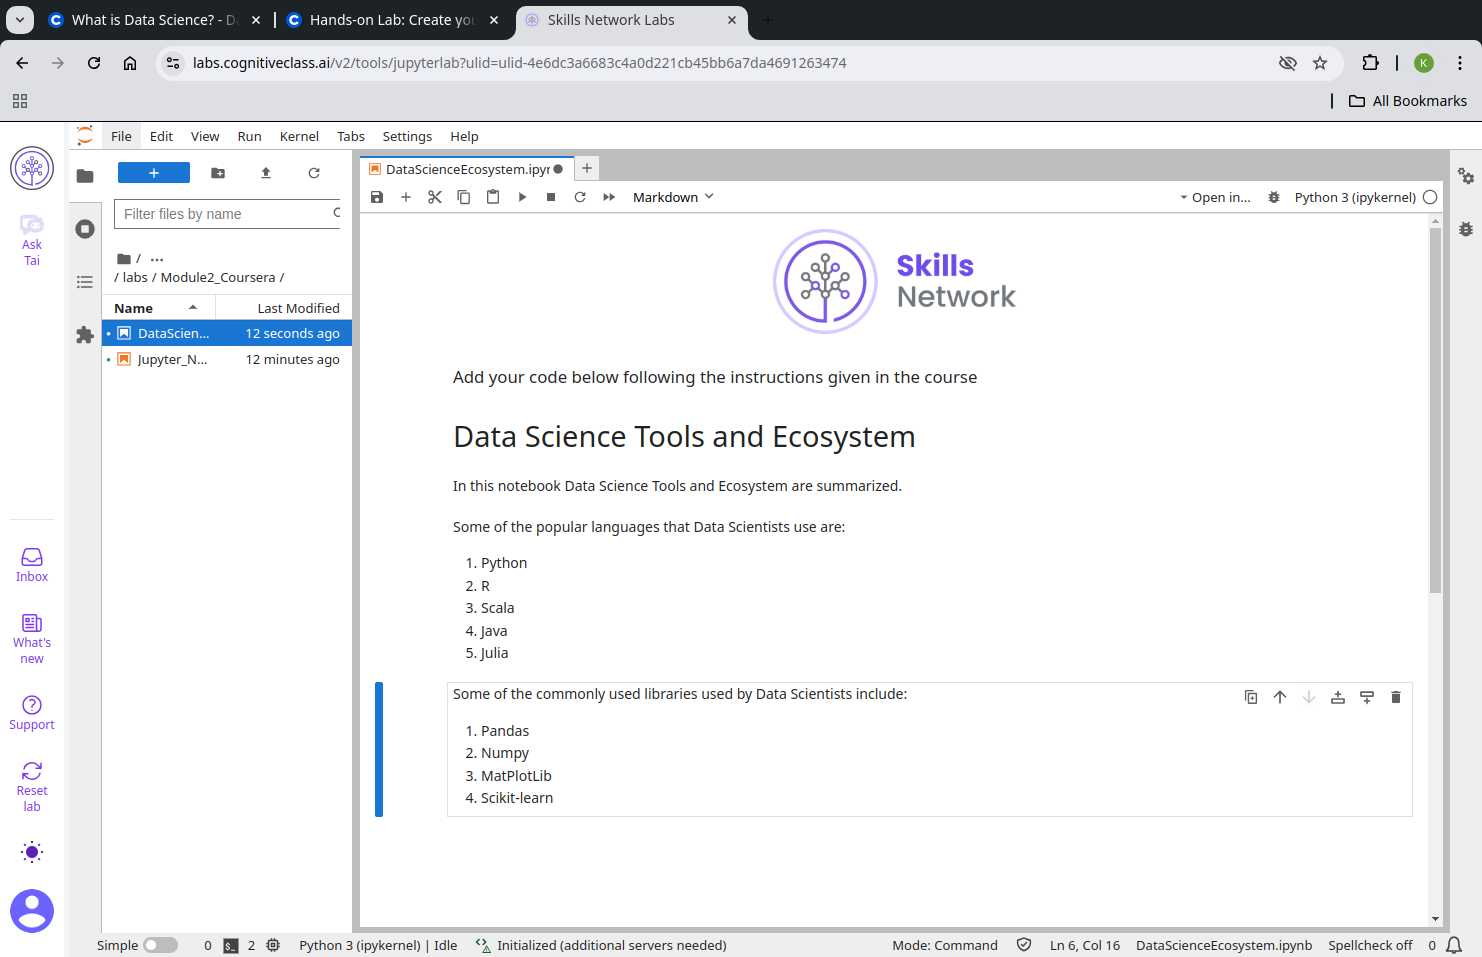 What is Data Science? - D
Hands-on Lab: Create you
Skills Network Labs
labs.cognitiveclass.ai/v2/tools/jupyterlab?ulid=ulid-4e6dc3a6683c4a0d221cb45bb6a7da4691263474
K
All Bookmarks
File Edit View Run Kernel Tabs Settings Help
Ask
Tai
Inbox
What's
new
Support
Reset
lab
Filter files by name
/ ...
/ labs / Module2_Coursera /
Name Last Modified
DataScien... 12 seconds ago
Jupyter_N... 12 minutes ago
DataScienceEcosystem.ipyn
Markdown
Open in...
Python 3 (ipykernel)
Skills
Network
Add your code below following the instructions given in the course
Data Science Tools and Ecosystem
In this notebook Data Science Tools and Ecosystem are summarized.
Some of the popular languages that Data Scientists use are:
1. Python
2. R
3. Scala
4. Java
5. Julia
Some of the commonly used libraries used by Data Scientists include:
1. Pandas
2. Numpy
3. MatPlotLib
4. Scikit-learn
Simple 0 $_ 2 Python 3 (ipykernel) | Idle Initialized (additional servers needed) Mode: Command Ln 6, Col 16 DataScienceEcosystem.ipynb Spellcheck off 0